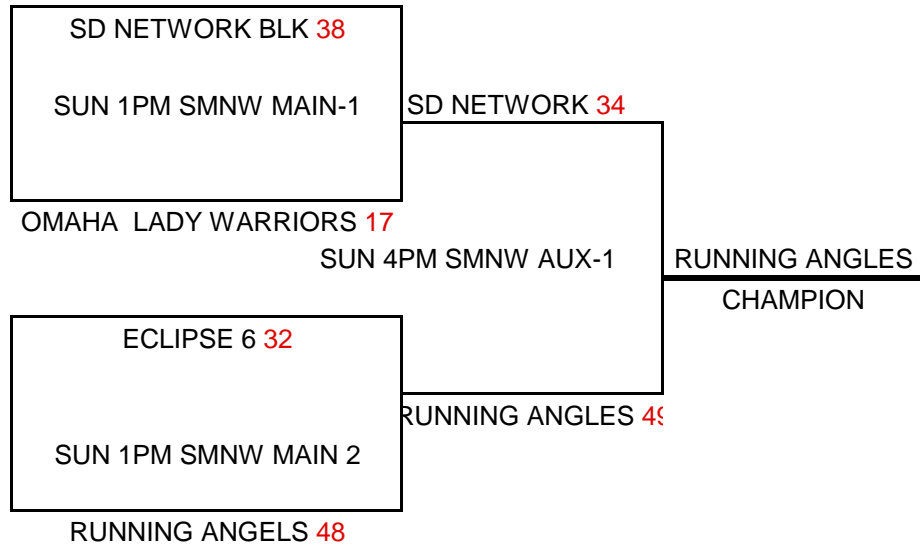 SD NETWORK BLK 38
SUN 1PM SMNW MAIN-1
SD NETWORK 34
OMAHA LADY WARRIORS 17
SUN 4PM SMNW AUX-1
RUNNING ANGLES
CHAMPION
ECLIPSE 6 32
RUNNING ANGLES 49
SUN 1PM SMNW MAIN 2
RUNNING ANGELS 48